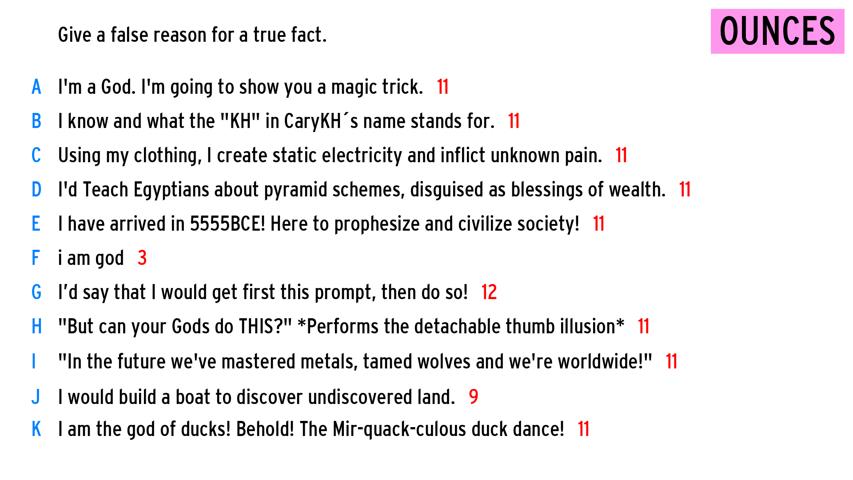 Give a false reason for a true fact.
OUNCES
A I'm a God. I'm going to show you a magic trick. 11
B I know and what the "KH" in CaryKH´s name stands for. 11
C Using my clothing, I create static electricity and inflict unknown pain. 11
D I'd Teach Egyptians about pyramid schemes, disguised as blessings of wealth. 11
E I have arrived in 5555BCE! Here to prophesize and civilize society! 11
F i am god 3
G I’d say that I would get first this prompt, then do so! 12
H "But can your Gods do THIS?" *Performs the detachable thumb illusion* 11
I "In the future we've mastered metals, tamed wolves and we're worldwide!" 11
J I would build a boat to discover undiscovered land. 9
K I am the god of ducks! Behold! The Mir-quack-culous duck dance! 11